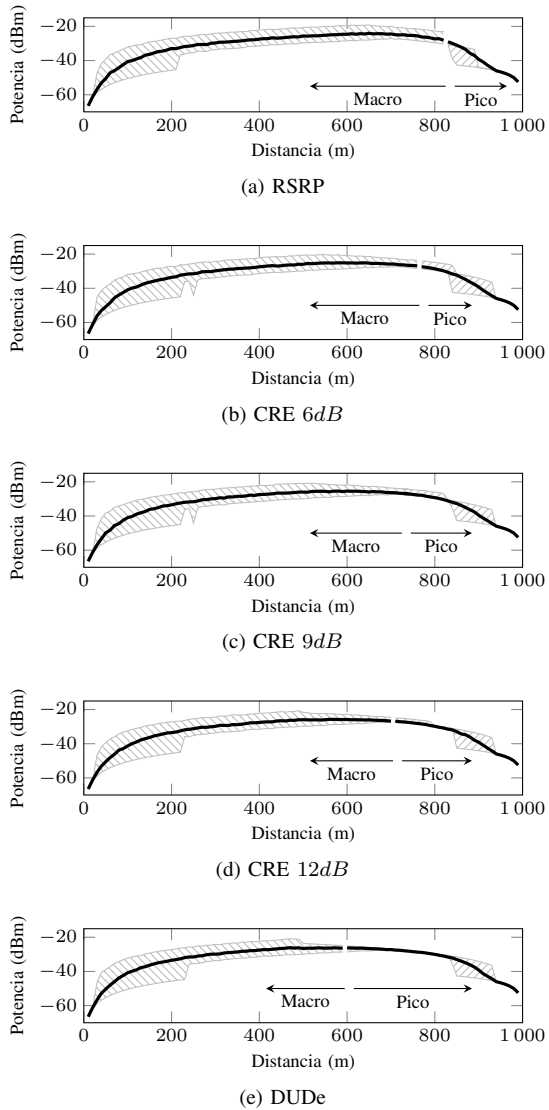 −20
−40
−60
Potencia (dBm)
Macro
Pico
0
200
400
600
800
1 000
Distancia (m)
(a) RSRP
−20
−40
−60
Potencia (dBm)
Macro
Pico
0
200
400
600
800
1 000
Distancia (m)
(b) CRE 6dB
−20
−40
−60
Potencia (dBm)
Macro
Pico
0
200
400
600
800
1 000
Distancia (m)
(c) CRE 9dB
−20
−40
−60
Potencia (dBm)
Macro
Pico
0
200
400
600
800
1 000
Distancia (m)
(d) CRE 12dB
−20
−40
−60
Potencia (dBm)
Macro
Pico
0
200
400
600
800
1 000
Distancia (m)
(e) DUDe